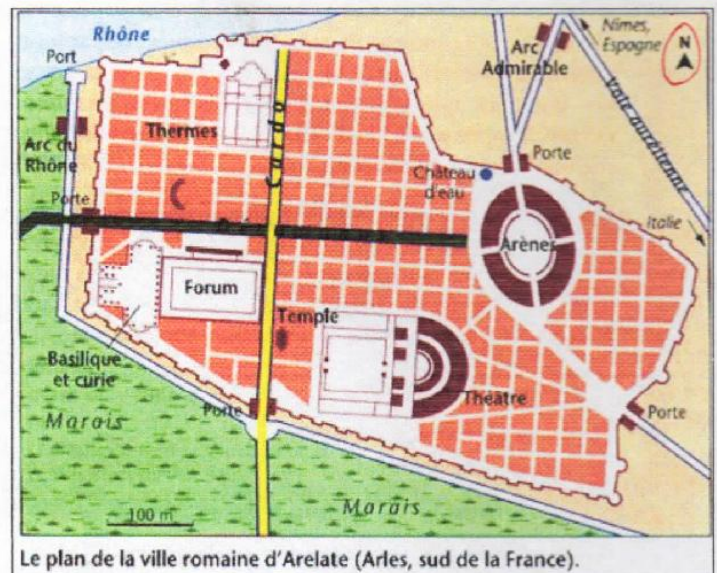 Rhône
Port
Arc
Admirable
Nîmes,
Espagne
N
Voie aurélienne
Thermes
Cardo
Arc du
Rhône
Porte
Château
d'eau
Porte
Italie
Arènes
Forum
Temple
Basilique
et curie
Porte
Théâtre
Porte
Marais
Marais
100 m
Le plan de la ville romaine d'Arelate (Arles, sud de la France).